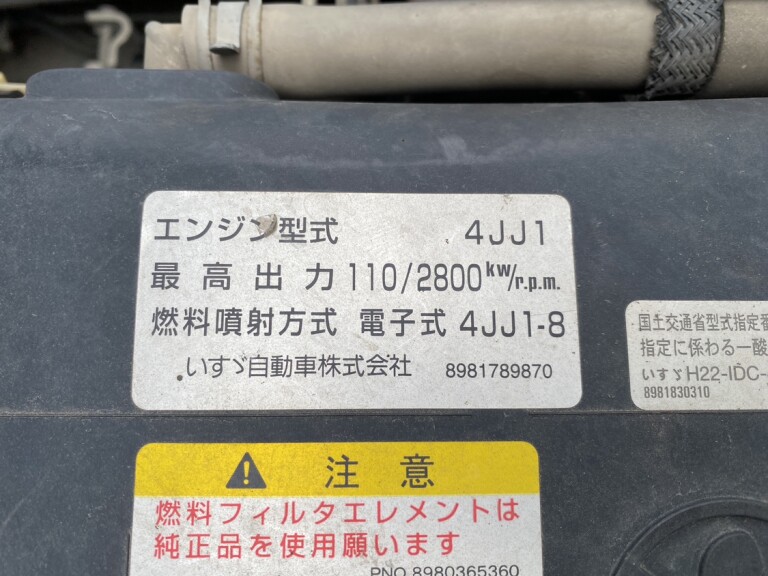 エンジン型式 4JJ1
最高出力 110/2800kW/r.p.m.
燃料噴射方式 電子式 4JJ1-8
いすゞ自動車株式会社 8981789870
国土交通省型式指定番
指定に係わる一酸
いすゞH22-IDC-
8981830310
注意
燃料フィルタエレメントは
純正品を使用願います
PNO 8980365360